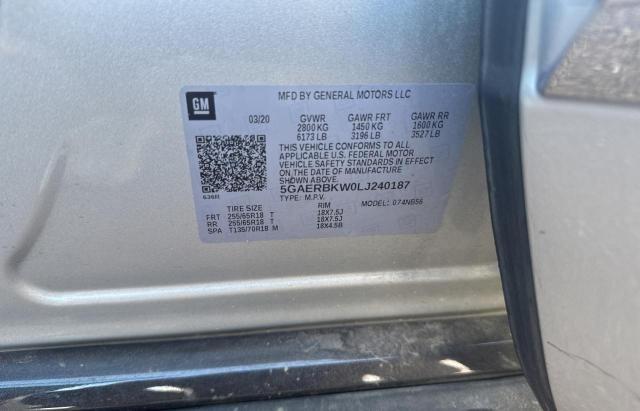 GM
MFD BY GENERAL MOTORS LLC
03/20 GVWR GAWR FRT GAWR RR
2800 KG 1450 KG 1600 KG
6173 LB 3196 LB 3527 LB
THIS VEHICLE CONFORMS TO ALL
APPLICABLE U.S. FEDERAL MOTOR
VEHICLE SAFETY STANDARDS IN EFFECT
ON THE DATE OF MANUFACTURE
SHOWN ABOVE.
5GAERBKW0LJ240187
TYPE: M.P.V. MODEL: 074NB56
TIRE SIZE RIM
FRT 255/65R18 T 18X7.5J
RR 255/65R18 T 18X7.5J
SPA T135/70R18 M 18X4.5B